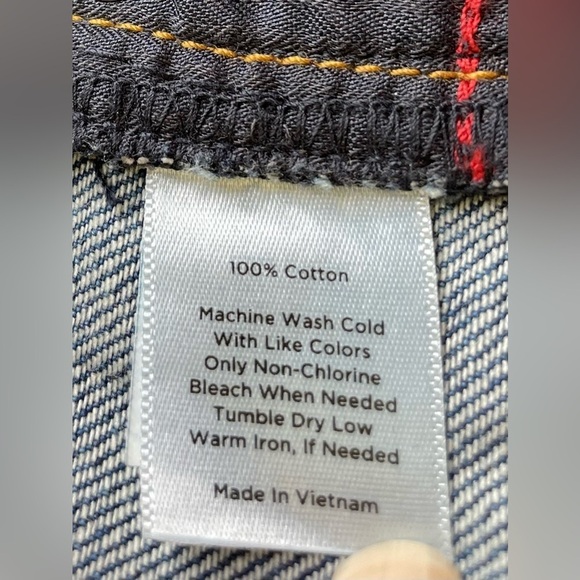 100% Cotton
Machine Wash Cold
With Like Colors
Only Non-Chlorine
Bleach When Needed
Tumble Dry Low
Warm Iron, If Needed
Made In Vietnam